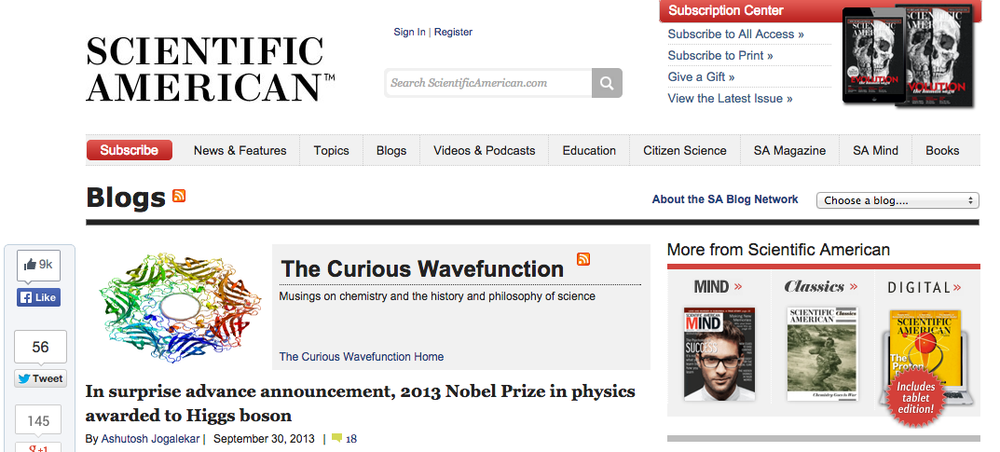 Subscription Center
SCIENTIFIC
AMERICAN™
Sign In | Register
Search ScientificAmerican.com
Subscribe to All Access »
Subscribe to Print »
Give a Gift »
View the Latest Issue »
EVOLUTION
the human saga
Subscribe
News & Features
Topics
Blogs
Videos & Podcasts
Education
Citizen Science
SA Magazine
SA Mind
Books
Blogs
About the SA Blog Network
Choose a blog....
9k
Like
56
Tweet
145
+1
The Curious Wavefunction
Musings on chemistry and the history and philosophy of science
The Curious Wavefunction Home
In surprise advance announcement, 2013 Nobel Prize in physics
awarded to Higgs boson
By Ashutosh Jogalekar | September 30, 2013 | 18
More from Scientific American
MIND »
Classics »
DIGITAL »
MIND
SUCCESS
SCIENTIFIC
AMERICAN
Classics
Chemistry Goes to War
SCIENTIFIC
AMERICAN
The
Proton
Includes
tablet
edition!